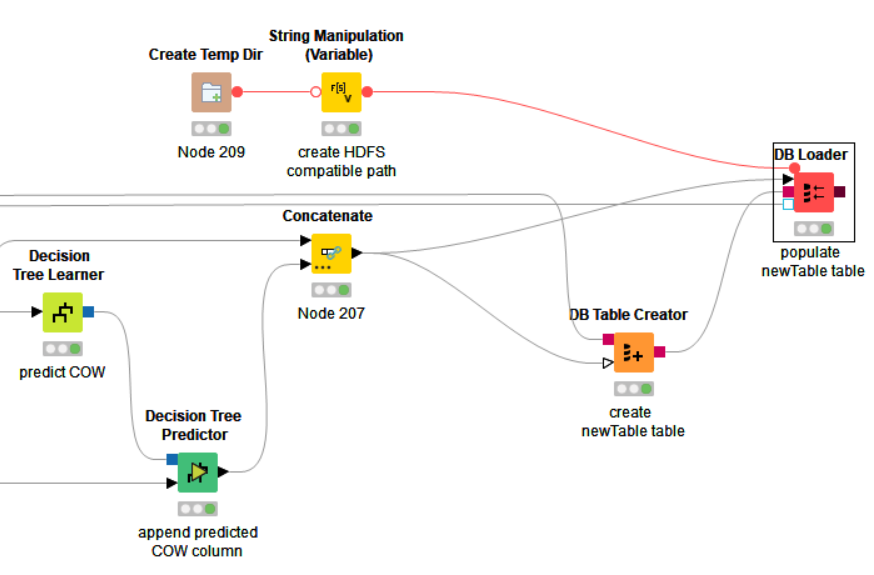 String Manipulation
(Variable)
Create Temp Dir
r[s]
V
Node 209
create HDFS
compatible path
DB Loader
populate
newTable table
Concatenate
Node 207
Decision
Tree Learner
predict COW
DB Table Creator
create
newTable table
Decision Tree
Predictor
append predicted
COW column